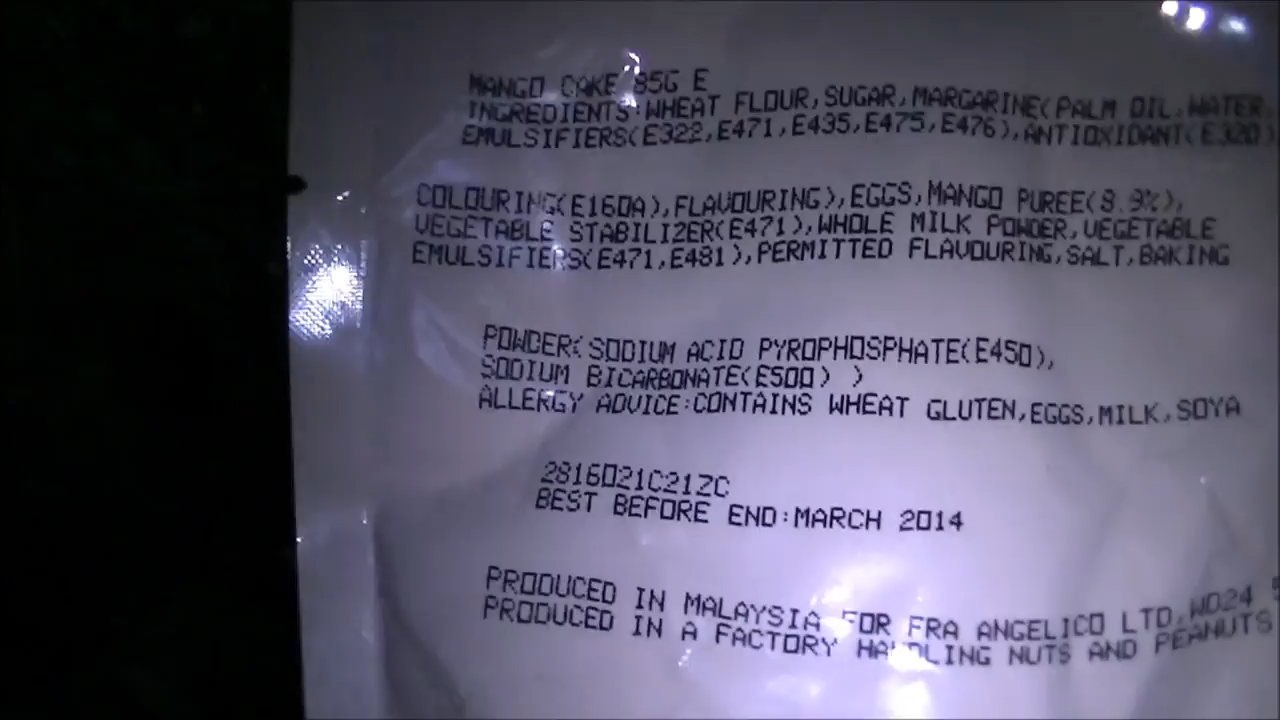 MANGO CAKE 85G E
INGREDIENTS:WHEAT FLOUR,SUGAR,MARGARINE(PALM OIL,WATER,
EMULSIFIERS(E322,E471,E435,E475,E476),ANTIOXIDANT(E320)
COLOURING(E160A),FLAVOURING),EGGS,MANGO PUREE(8.9%),
VEGETABLE STABILIZER(E471),WHOLE MILK POWDER,VEGETABLE
EMULSIFIERS(E471,E481),PERMITTED FLAVOURING,SALT,BAKING
POWDER(SODIUM ACID PYROPHOSPHATE(E450),
SODIUM BICARBONATE(E500) )
ALLERGY ADVICE:CONTAINS WHEAT GLUTEN,EGGS,MILK,SOYA
2816021C21ZC
BEST BEFORE END:MARCH 2014
PRODUCED IN MALAYSIA FOR FRA ANGELICO LTD,WD24
PRODUCED IN A FACTORY HANDLING NUTS AND PEANUTS